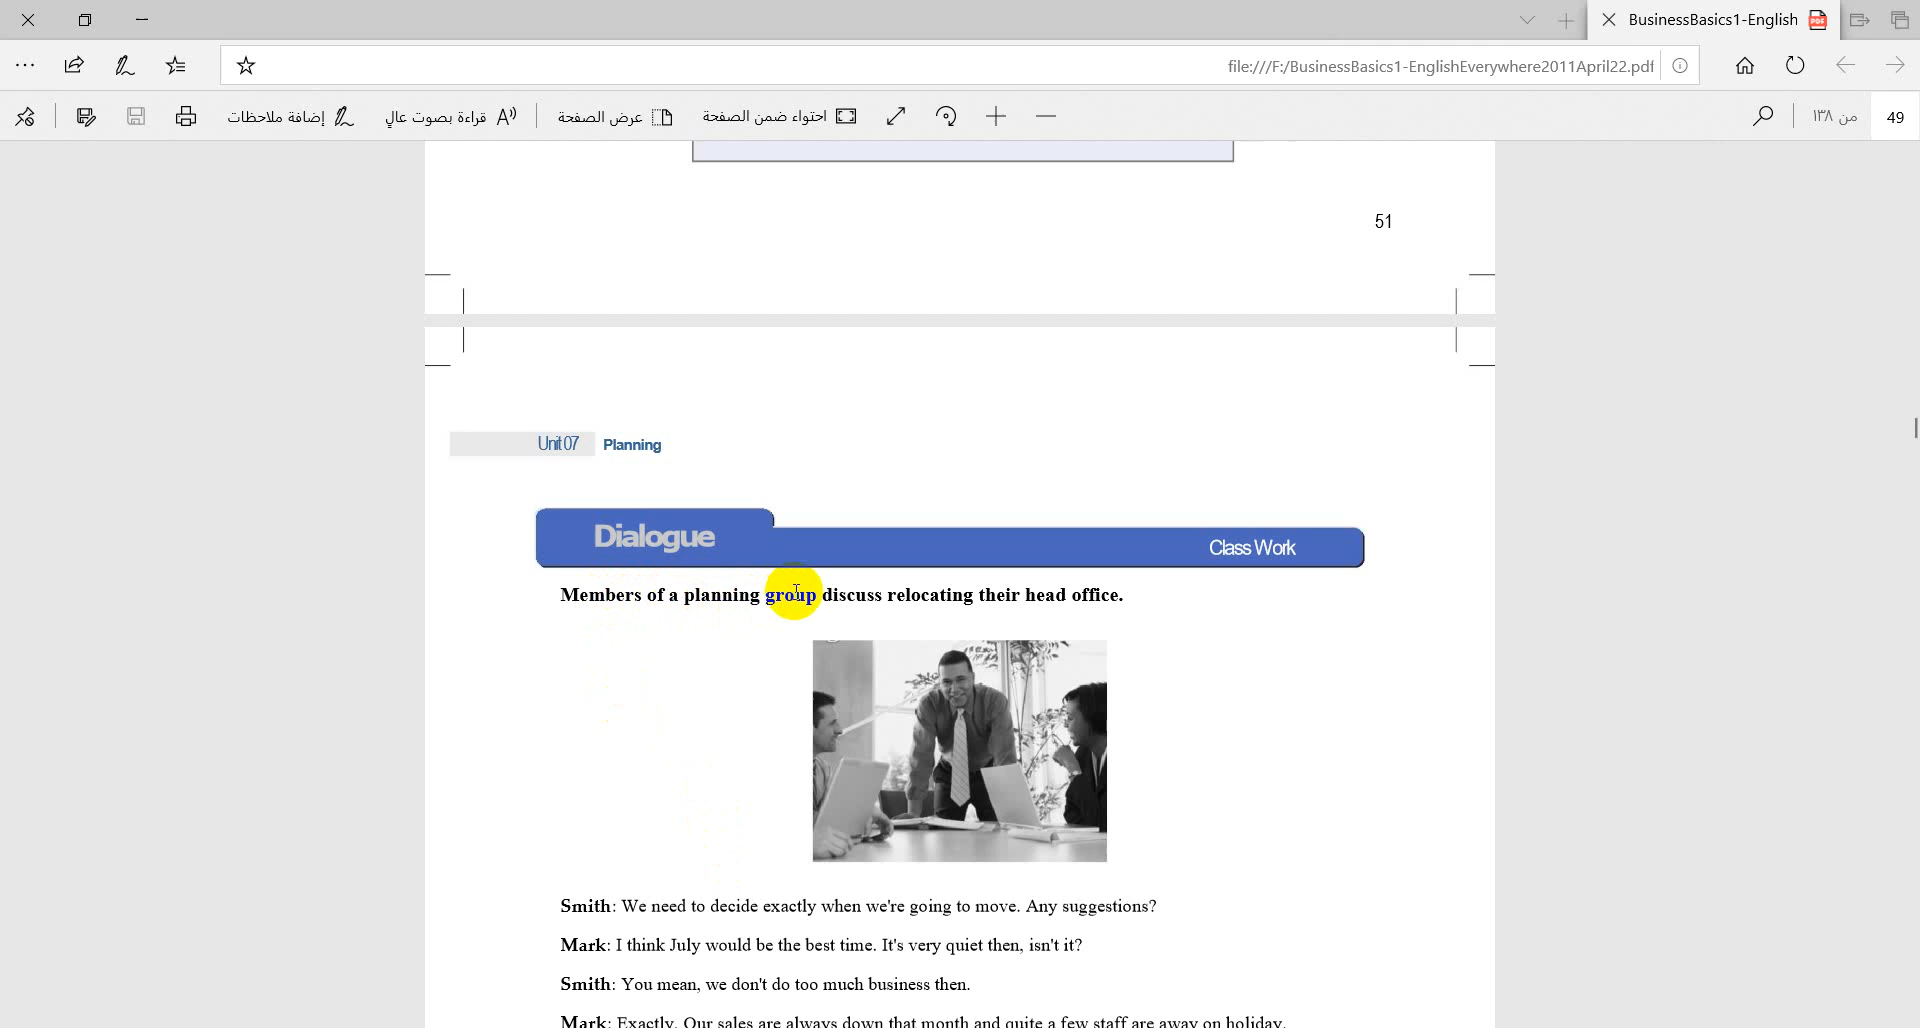 BusinessBasics1-English
PDF
file:///F:/BusinessBasics1-EnglishEverywhere2011April22.pdf
إضافة ملاحظات
قراءة بصوت عالٍ
عرض الصفحة
احتواء ضمن الصفحة
من ١٣٨
49
51
Unit 07 Planning
Dialogue
Class Work
Members of a planning group discuss relocating their head office.
Smith: We need to decide exactly when we're going to move. Any suggestions?
Mark: I think July would be the best time. It's very quiet then, isn't it?
Smith: You mean, we don't do too much business then.
Mark: Exactly. Our sales are always down that month and quite a few staff are away on holiday.